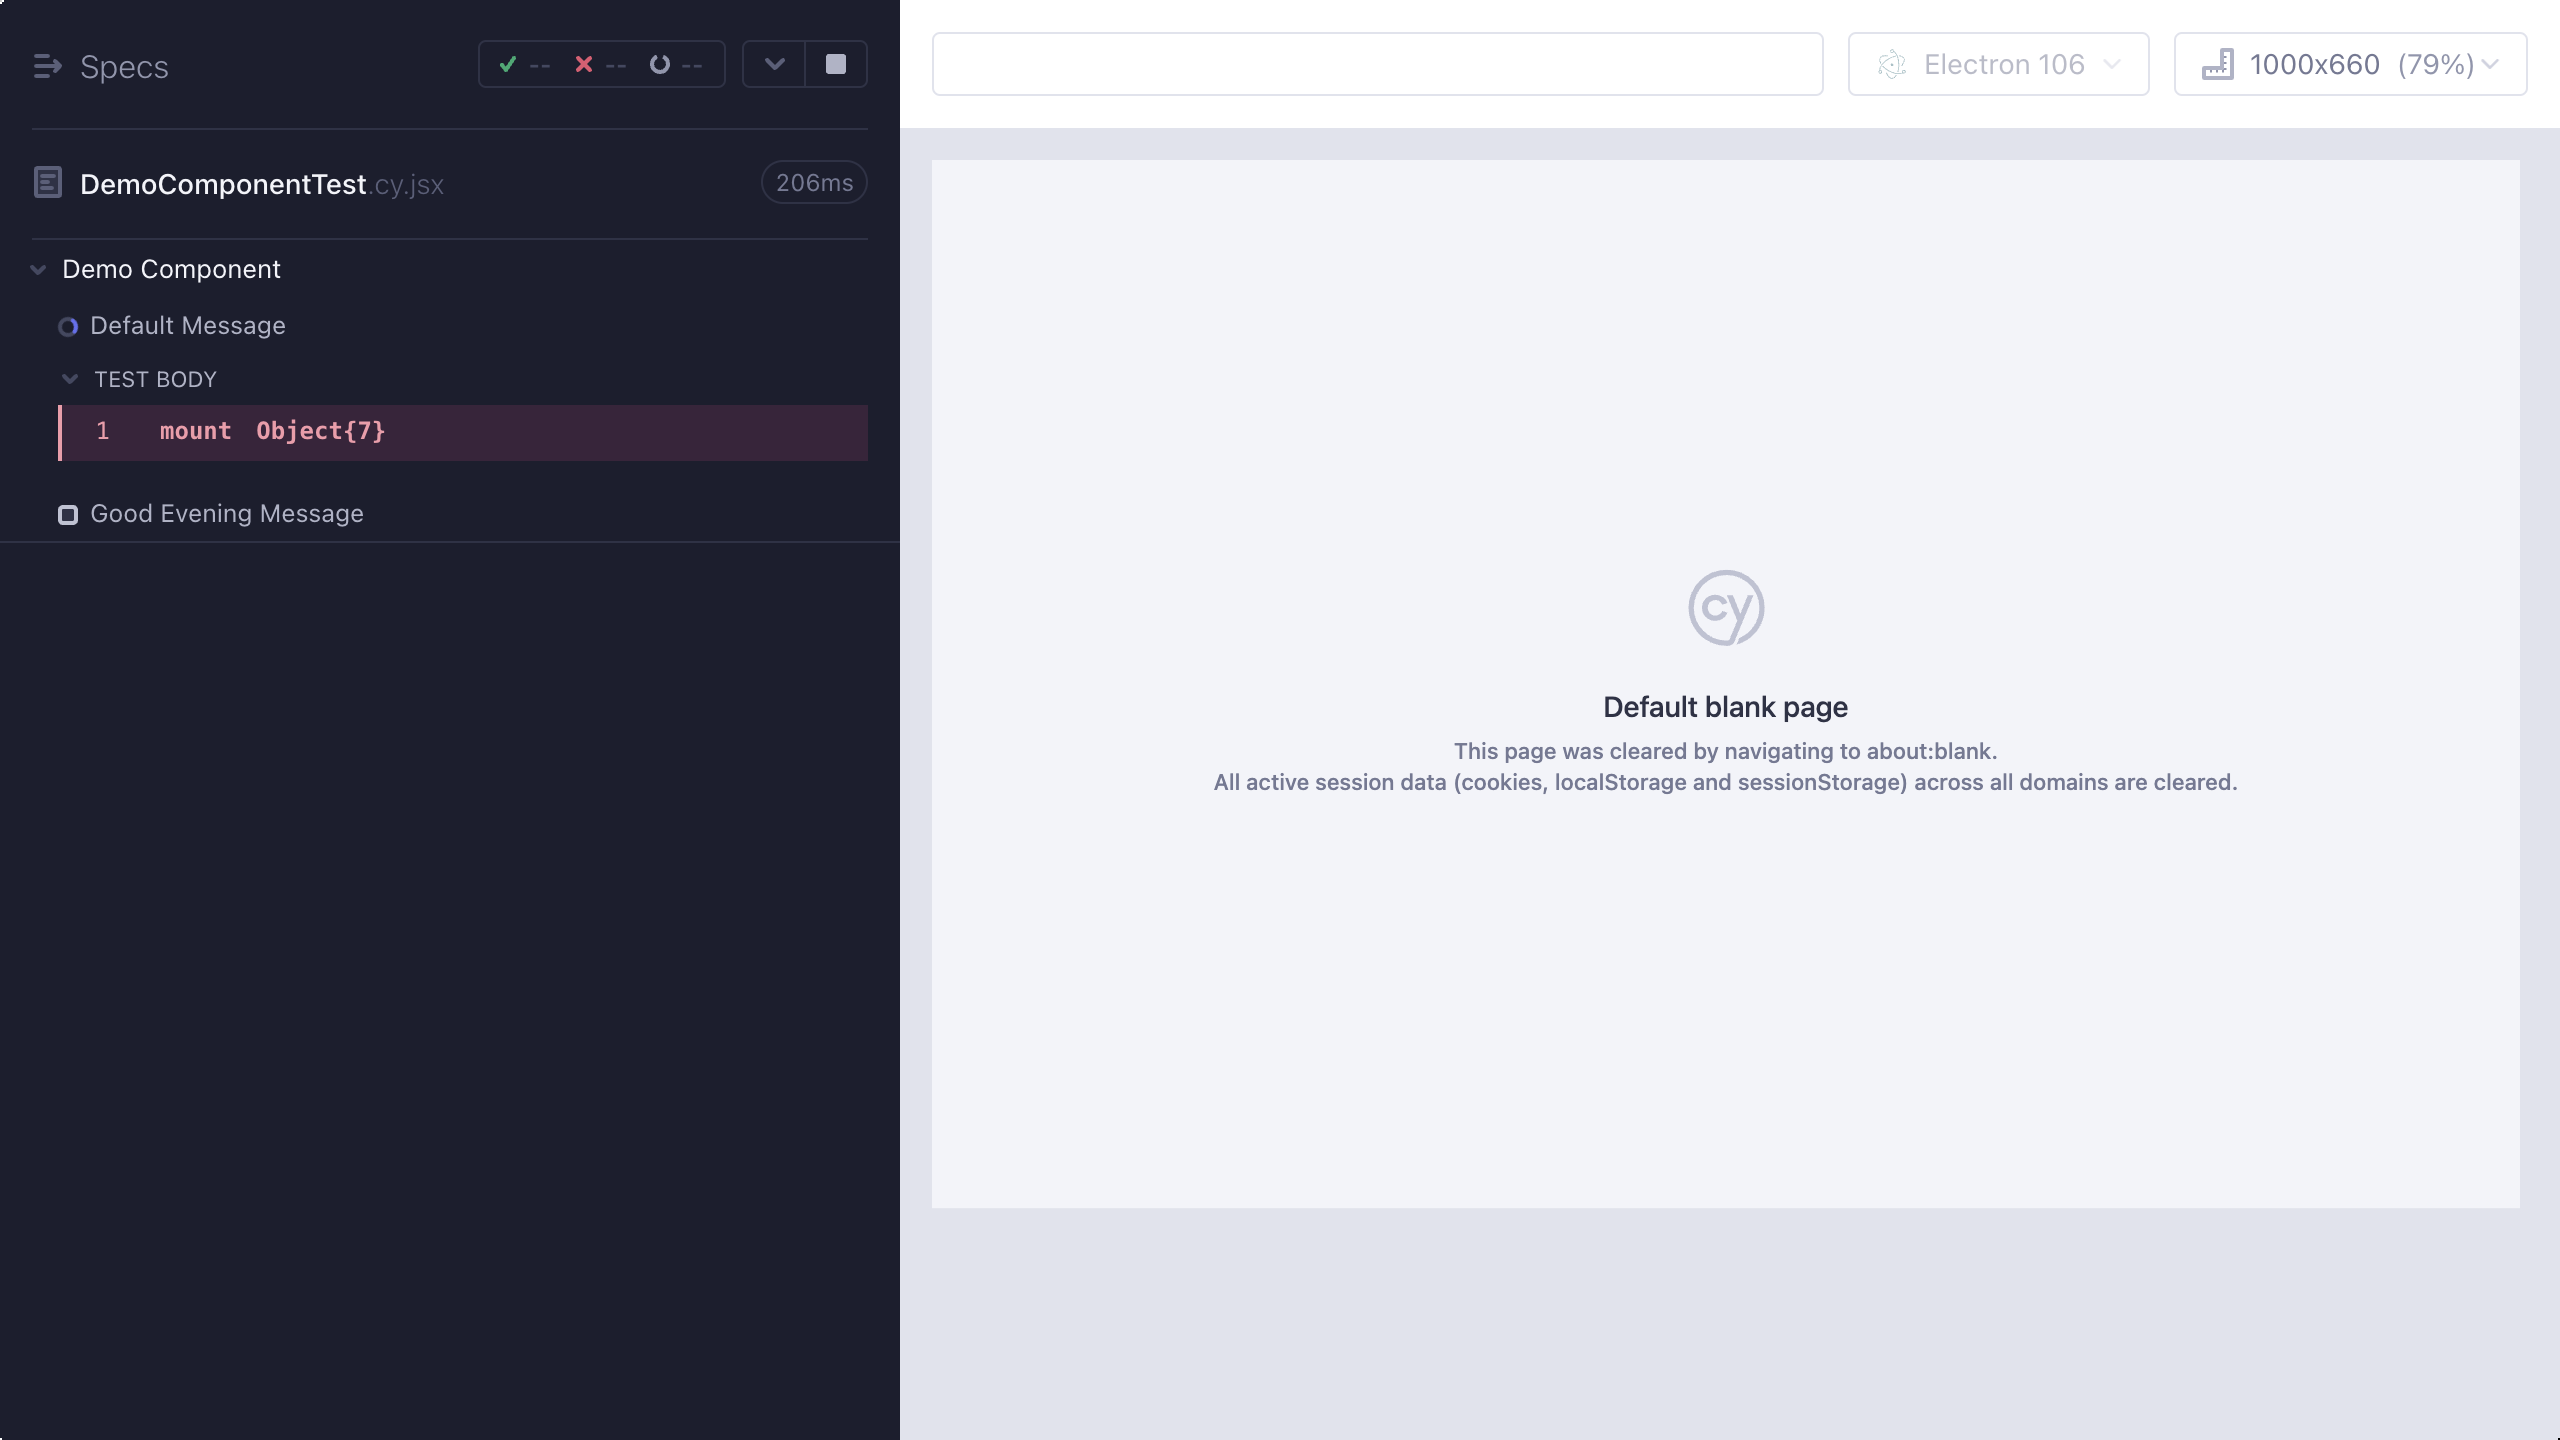 Specs
-- -- --
DemoComponentTest.cy.jsx
206ms
Demo Component
Default Message
TEST BODY
1 mount Object{7}
Good Evening Message
Electron 106
1000x660 (79%)
cy
Default blank page
This page was cleared by navigating to about:blank.
All active session data (cookies, localStorage and sessionStorage) across all domains are cleared.